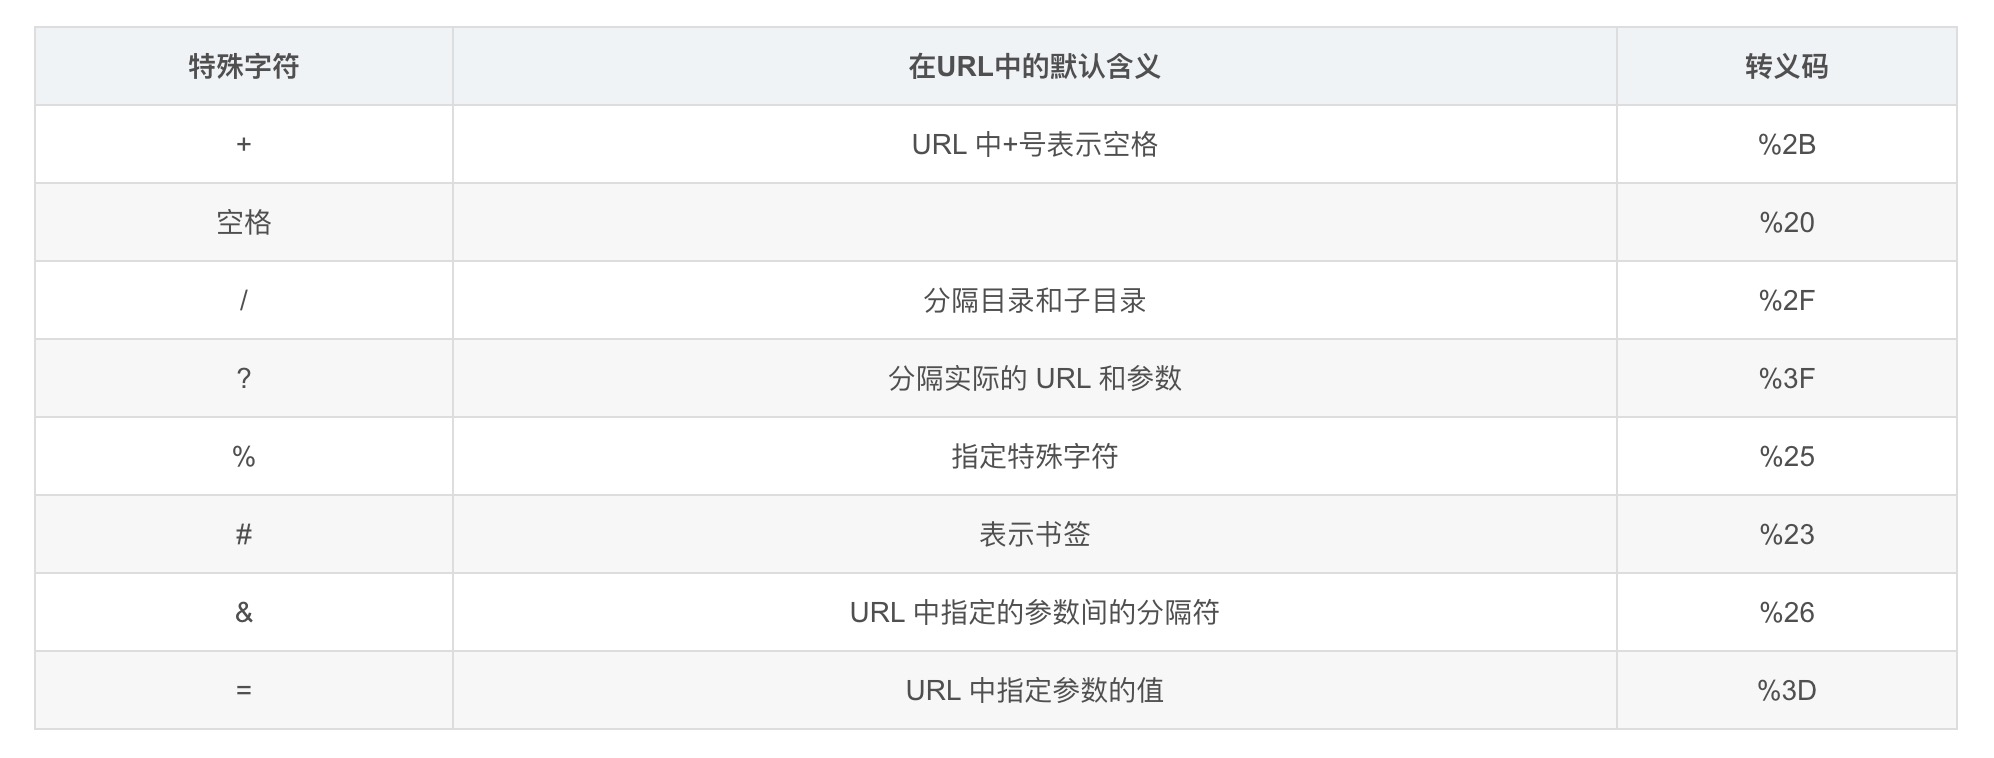 特殊字符 在URL中的默认含义 转义码
+ URL 中+号表示空格 %2B
空格 %20
/ 分隔目录和子目录 %2F
? 分隔实际的 URL 和参数 %3F
% 指定特殊字符 %25
# 表示书签 %23
& URL 中指定的参数间的分隔符 %26
= URL 中指定参数的值 %3D